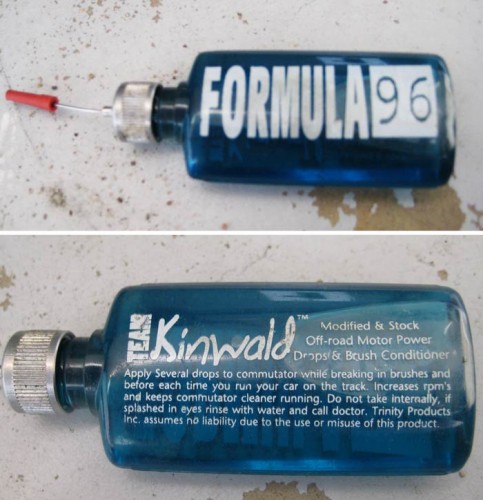 FORMULA 96
TEAM Kinwald™
Modified & Stock
Off-road Motor Power
Drops & Brush Conditioner
Apply Several drops to commutator while breaking in brushes and
before each time you run your car on the track. Increases rpm's
and keeps commutator cleaner running. Do not take internally, if
splashed in eyes rinse with water and call doctor. Trinity Products
Inc. assumes no liability due to the use or misuse of this product.